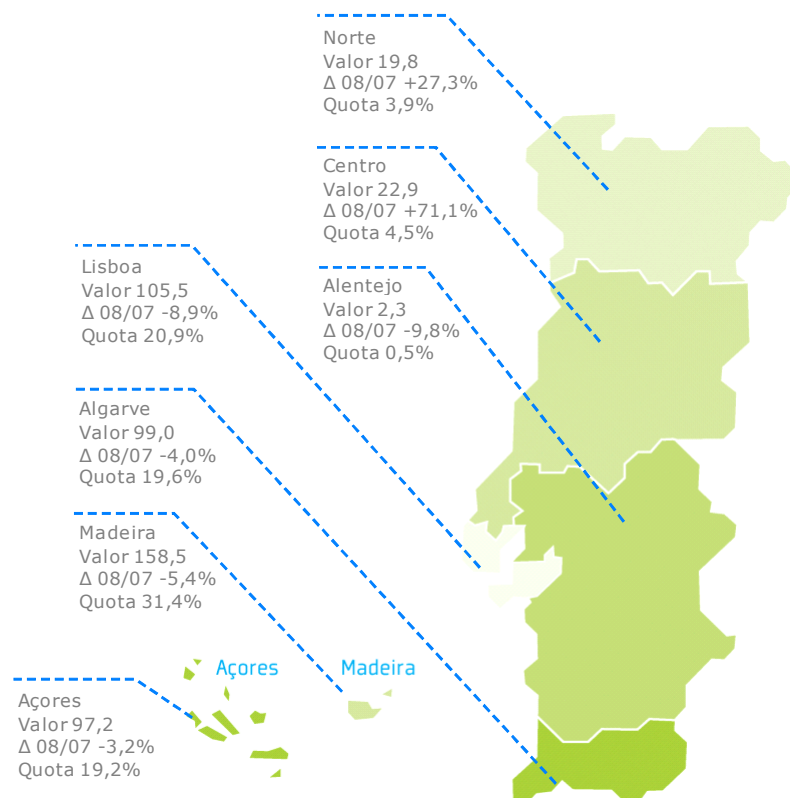 Norte
Valor 19,8
Δ 08/07 +27,3%
Quota 3,9%
Centro
Valor 22,9
Δ 08/07 +71,1%
Quota 4,5%
Lisboa
Valor 105,5
Δ 08/07 -8,9%
Quota 20,9%
Alentejo
Valor 2,3
Δ 08/07 -9,8%
Quota 0,5%
Algarve
Valor 99,0
Δ 08/07 -4,0%
Quota 19,6%
Madeira
Valor 158,5
Δ 08/07 -5,4%
Quota 31,4%
Açores
Madeira
Açores
Valor 97,2
Δ 08/07 -3,2%
Quota 19,2%